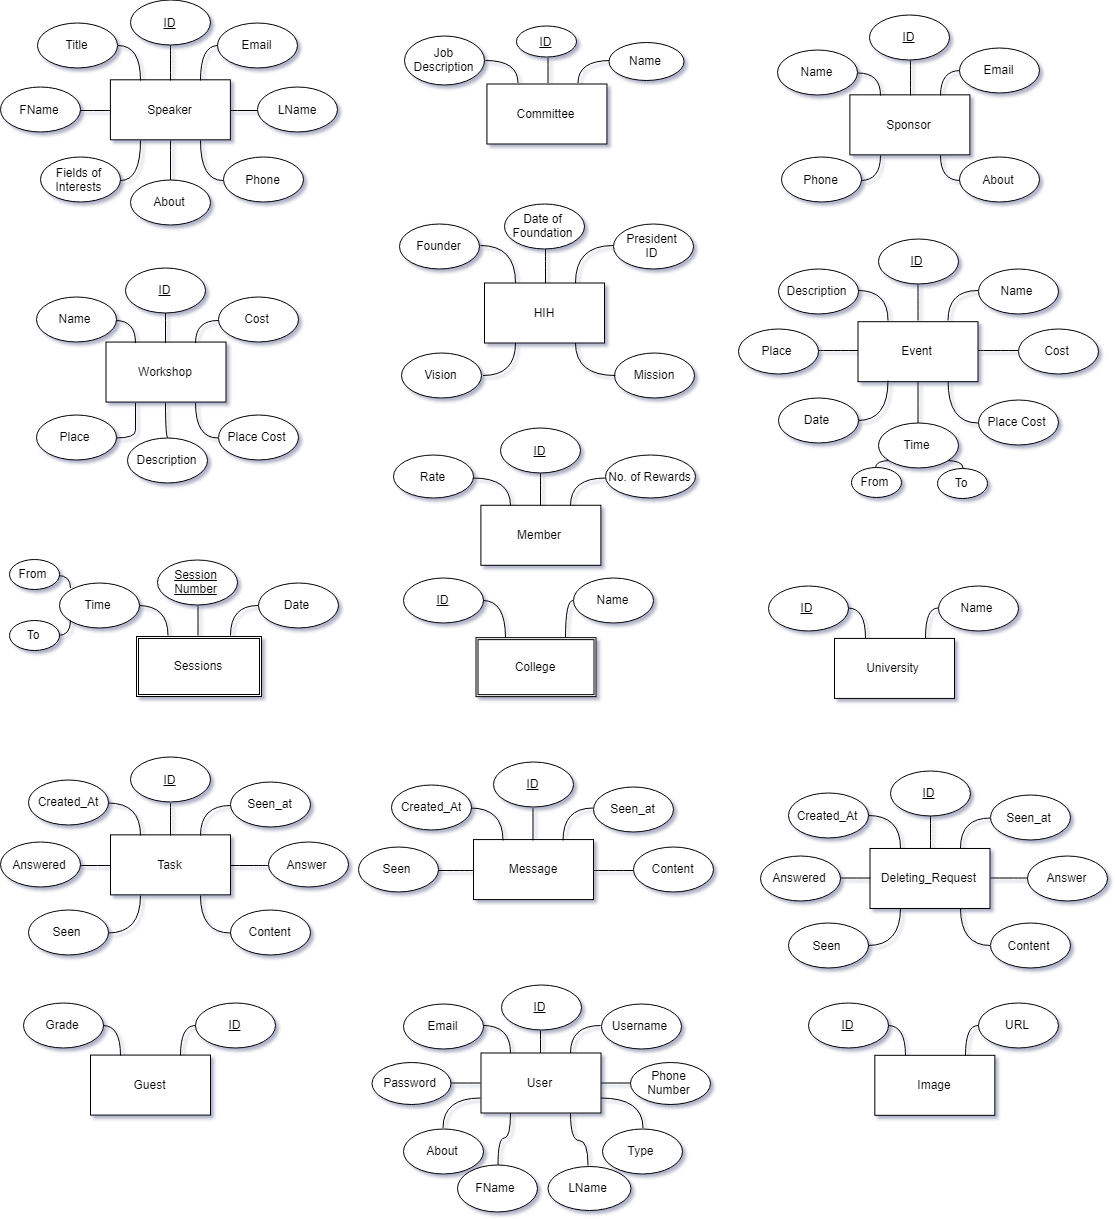 ID
Title
Email
FName
Speaker
LName
Fields of
Interests
About
Phone
Job
Description
ID
Name
Committee
ID
Name
Email
Sponsor
Phone
About
Founder
Date of
Foundation
President
ID
HIH
Vision
Mission
ID
Name
Cost
Workshop
Place
Description
Place Cost
ID
Description
Name
Place
Event
Cost
Date
Time
Place Cost
From
To
ID
Rate
No. of Rewards
Member
From
Time
To
Session
Number
Date
Sessions
ID
Name
College
ID
Name
University
ID
Created_At
Seen_at
Answered
Task
Answer
Seen
Content
ID
Created_At
Seen_at
Seen
Message
Content
ID
Created_At
Seen_at
Answered
Deleting_Request
Answer
Seen
Content
Grade
ID
Guest
ID
Email
Username
Password
User
Phone
Number
About
Type
FName
LName
ID
URL
Image